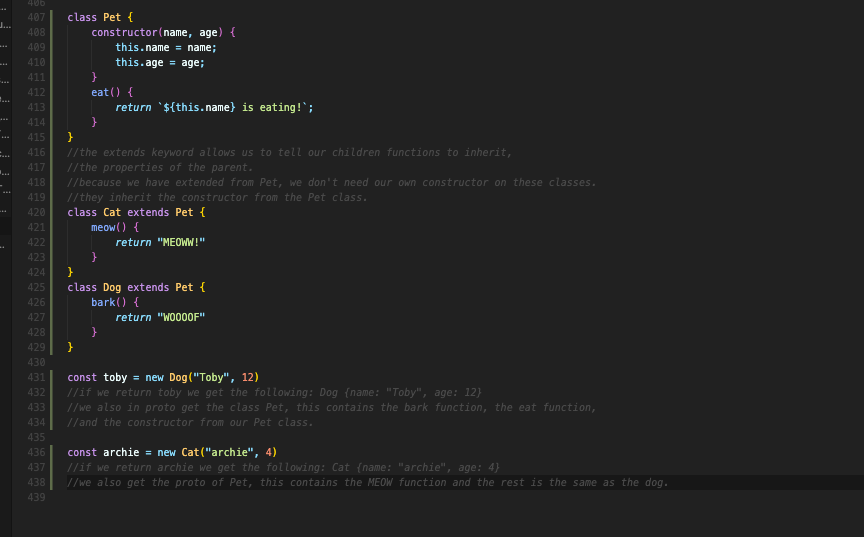 406
407 class Pet {
408 constructor(name, age) {
409 this.name = name;
410 this.age = age;
411 }
412 eat() {
413 return `${this.name} is eating!`;
414 }
415 }
416 //the extends keyword allows us to tell our children functions to inherit,
417 //the properties of the parent.
418 //because we have extended from Pet, we don't need our own constructor on these classes.
419 //they inherit the constructor from the Pet class.
420 class Cat extends Pet {
421 meow() {
422 return "MEOWW!"
423 }
424 }
425 class Dog extends Pet {
426 bark() {
427 return "WOOOOF"
428 }
429 }
430
431 const toby = new Dog("Toby", 12)
432 //if we return toby we get the following: Dog {name: "Toby", age: 12}
433 //we also in proto get the class Pet, this contains the bark function, the eat function,
434 //and the constructor from our Pet class.
435
436 const archie = new Cat("archie", 4)
437 //if we return archie we get the following: Cat {name: "archie", age: 4}
438 //we also get the proto of Pet, this contains the MEOW function and the rest is the same as the dog.
439